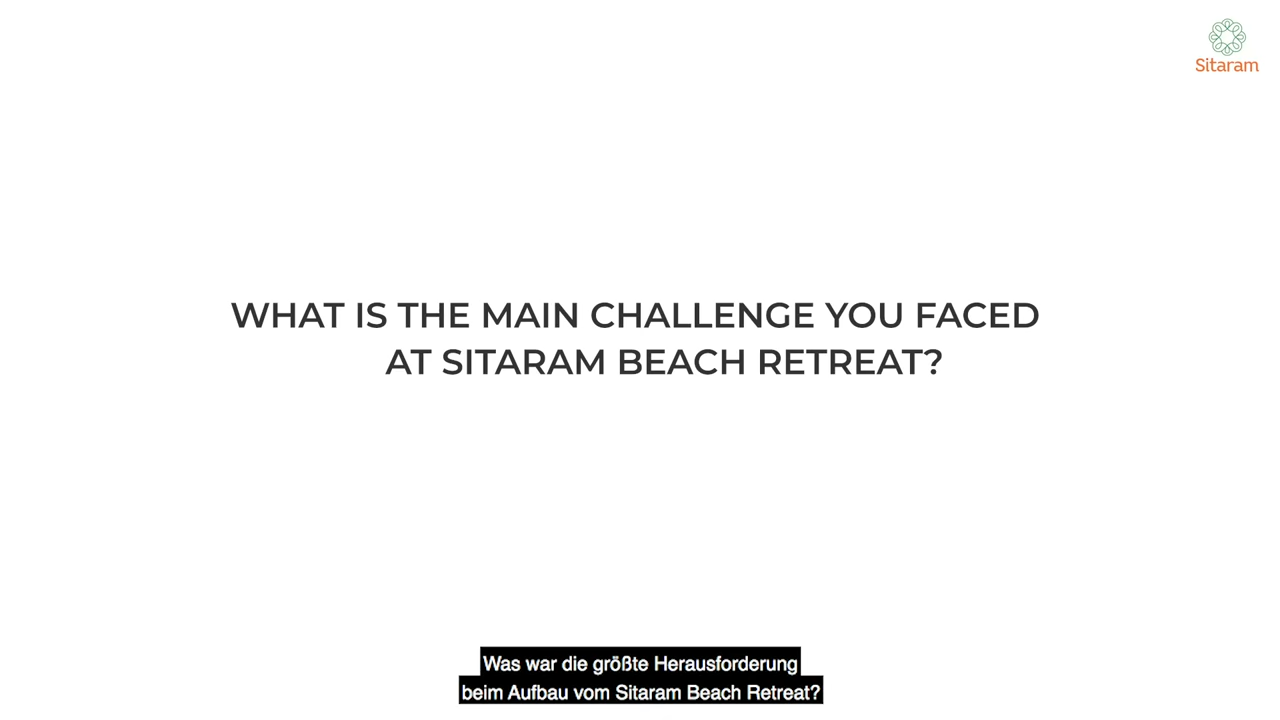 Sitaram
WHAT IS THE MAIN CHALLENGE YOU FACED
AT SITARAM BEACH RETREAT?
Was war die größte Herausforderung
beim Aufbau vom Sitaram Beach Retreat?